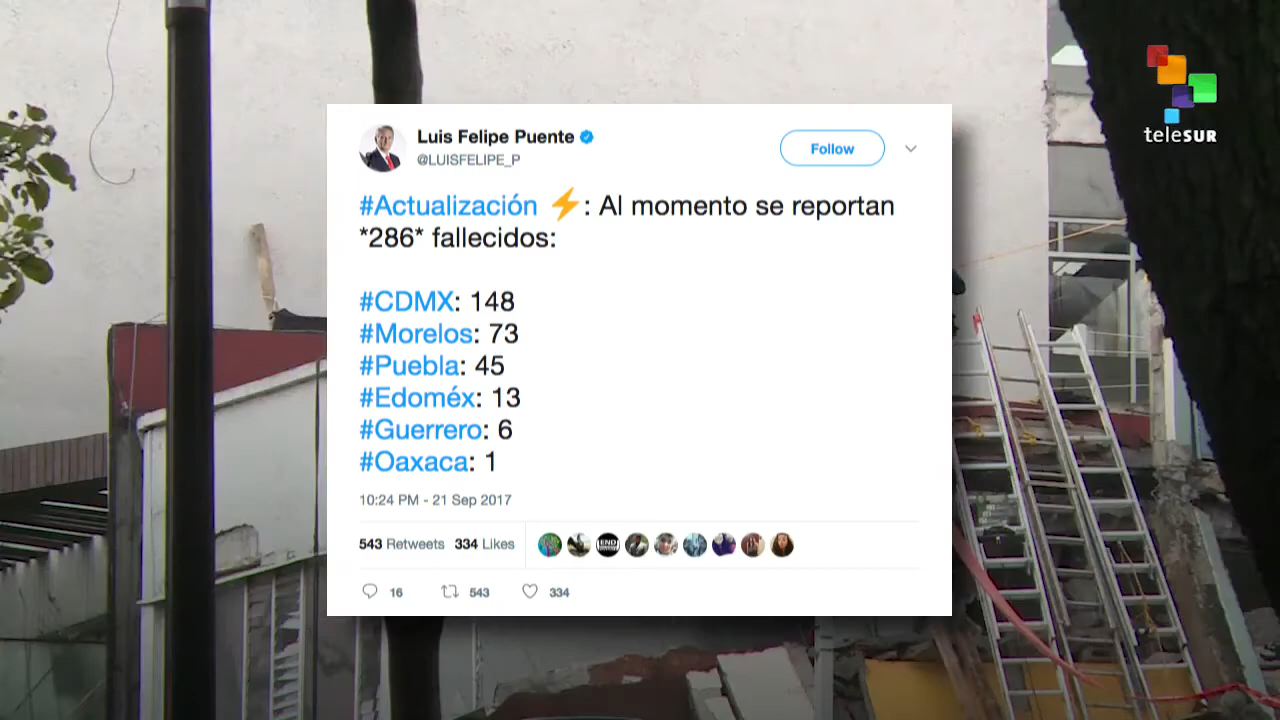 teleSUR
Luis Felipe Puente
@LUISFELIPE_P
Follow
#Actualización ⚡: Al momento se reportan
*286* fallecidos:
#CDMX: 148
#Morelos: 73
#Puebla: 45
#Edoméx: 13
#Guerrero: 6
#Oaxaca: 1
10:24 PM - 21 Sep 2017
543 Retweets 334 Likes
16 543 334